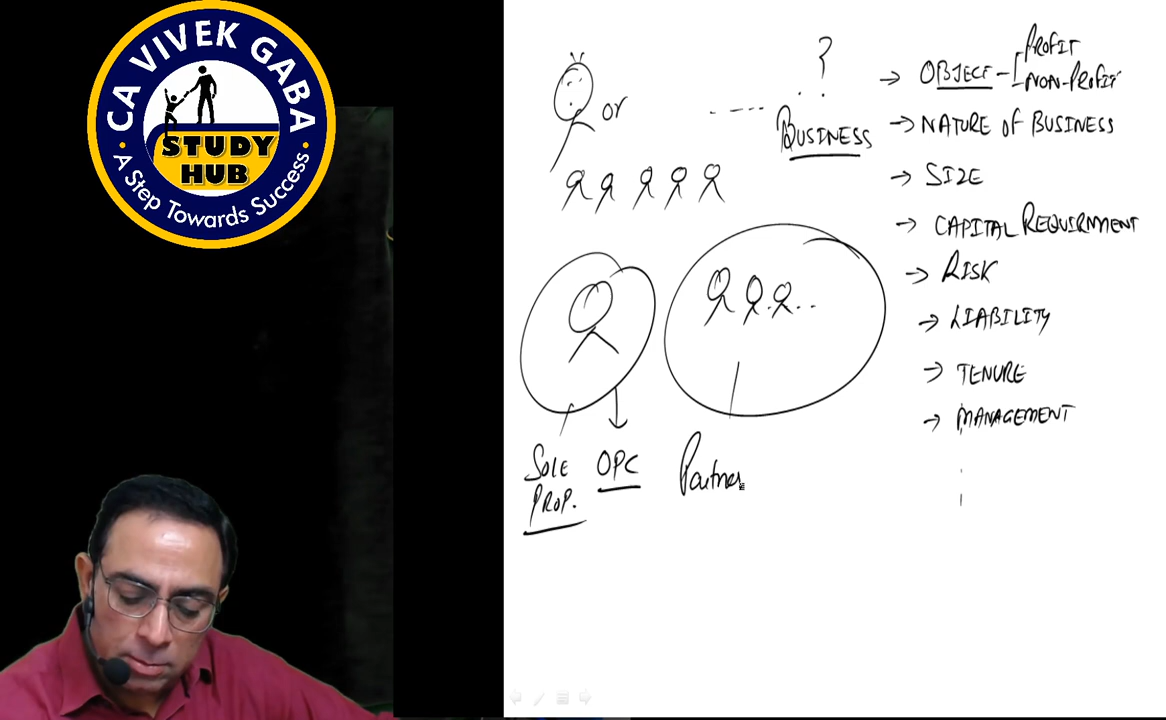 CA VIVEK GABA
STUDY
HUB
• A Step Towards Success •
or
?
BUSINESS
→ OBJECT - PROFIT
NON-PROFIT
→ NATURE OF BUSINESS
→ SIZE
→ CAPITAL REQUIRMENT
→ RISK
→ LIABILITY
→ TENURE
→ MANAGEMENT
SOLE
PROP.
OPC
Partner